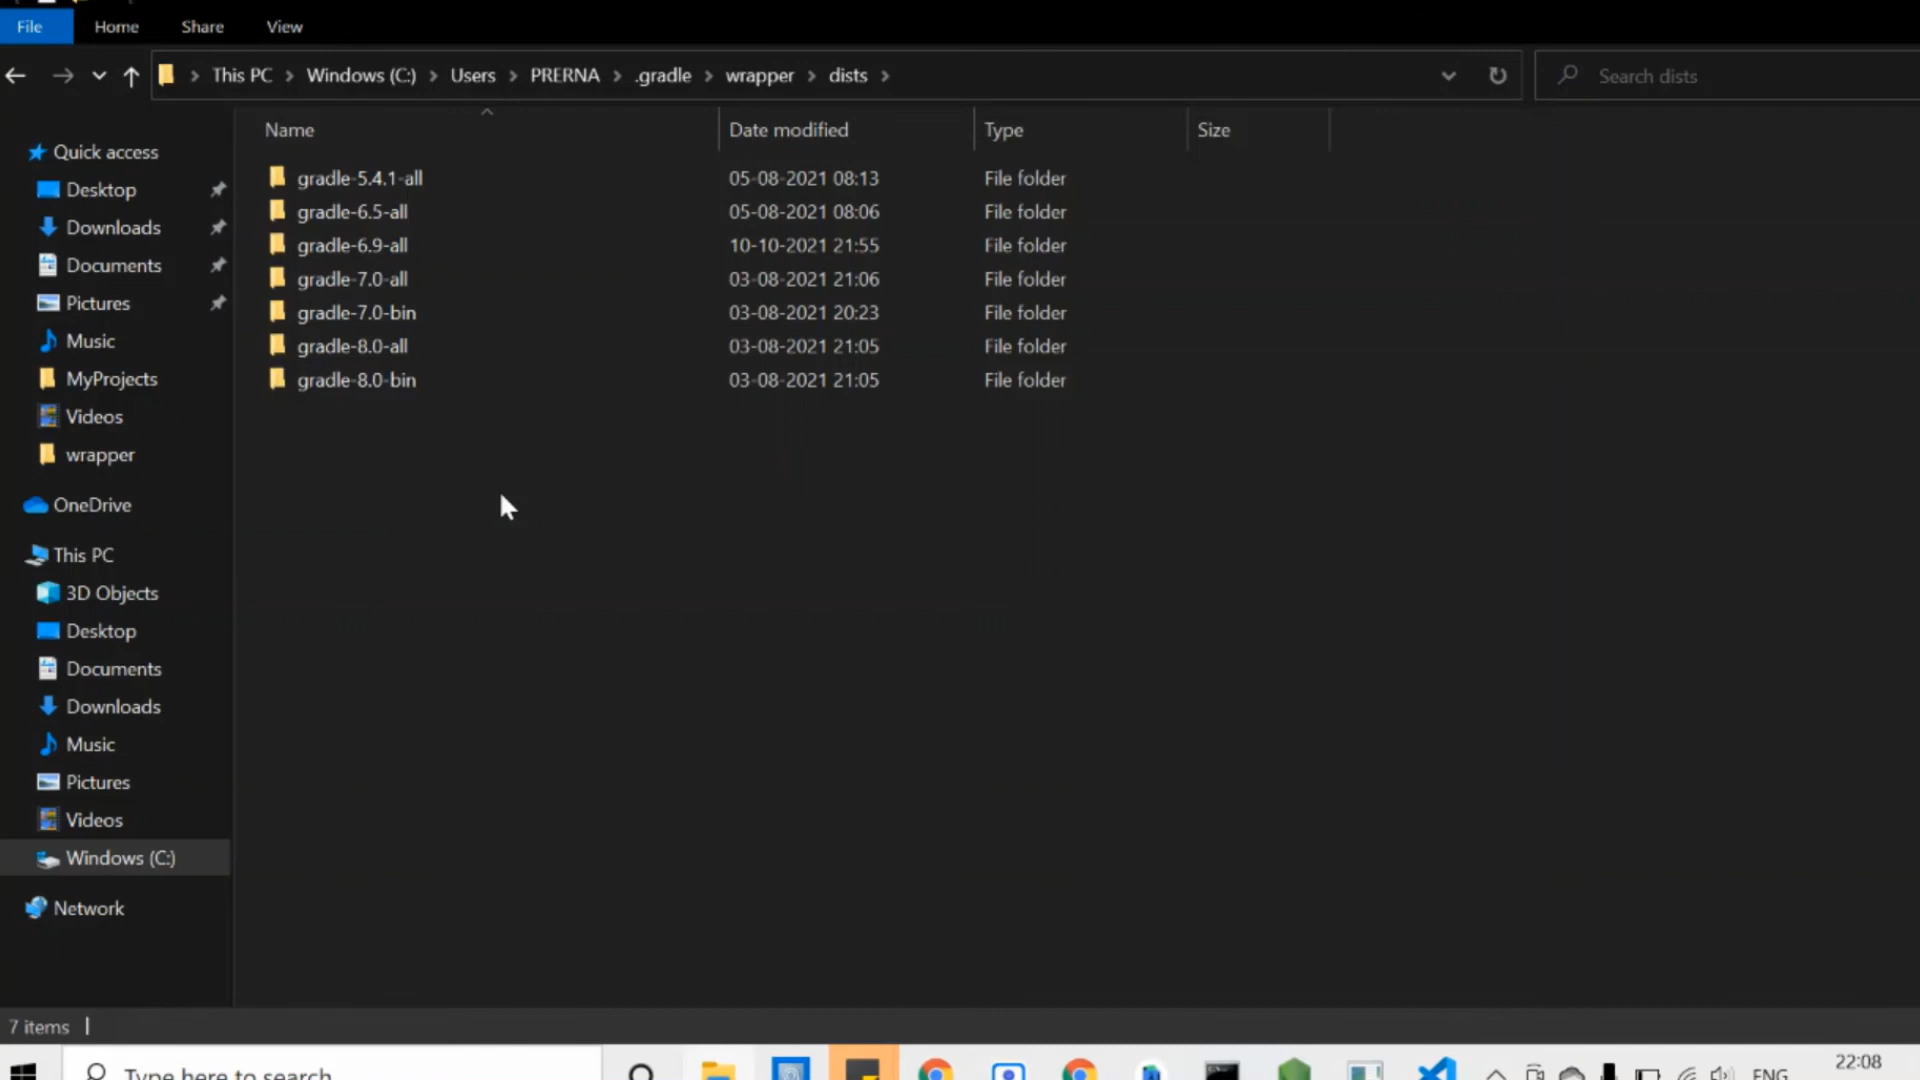 File Home Share View
This PC Windows (C:) Users PRERNA .gradle wrapper dists Search dists
Name Date modified Type Size
gradle-5.4.1-all 05-08-2021 08:13 File folder
gradle-6.5-all 05-08-2021 08:06 File folder
gradle-6.9-all 10-10-2021 21:55 File folder
gradle-7.0-all 03-08-2021 21:06 File folder
gradle-7.0-bin 03-08-2021 20:23 File folder
gradle-8.0-all 03-08-2021 21:05 File folder
gradle-8.0-bin 03-08-2021 21:05 File folder
Quick access
Desktop
Downloads
Documents
Pictures
Music
MyProjects
Videos
wrapper
OneDrive
This PC
3D Objects
Desktop
Documents
Downloads
Music
Pictures
Videos
Windows (C:)
Network
7 items
Type here to search
ENG
22:08